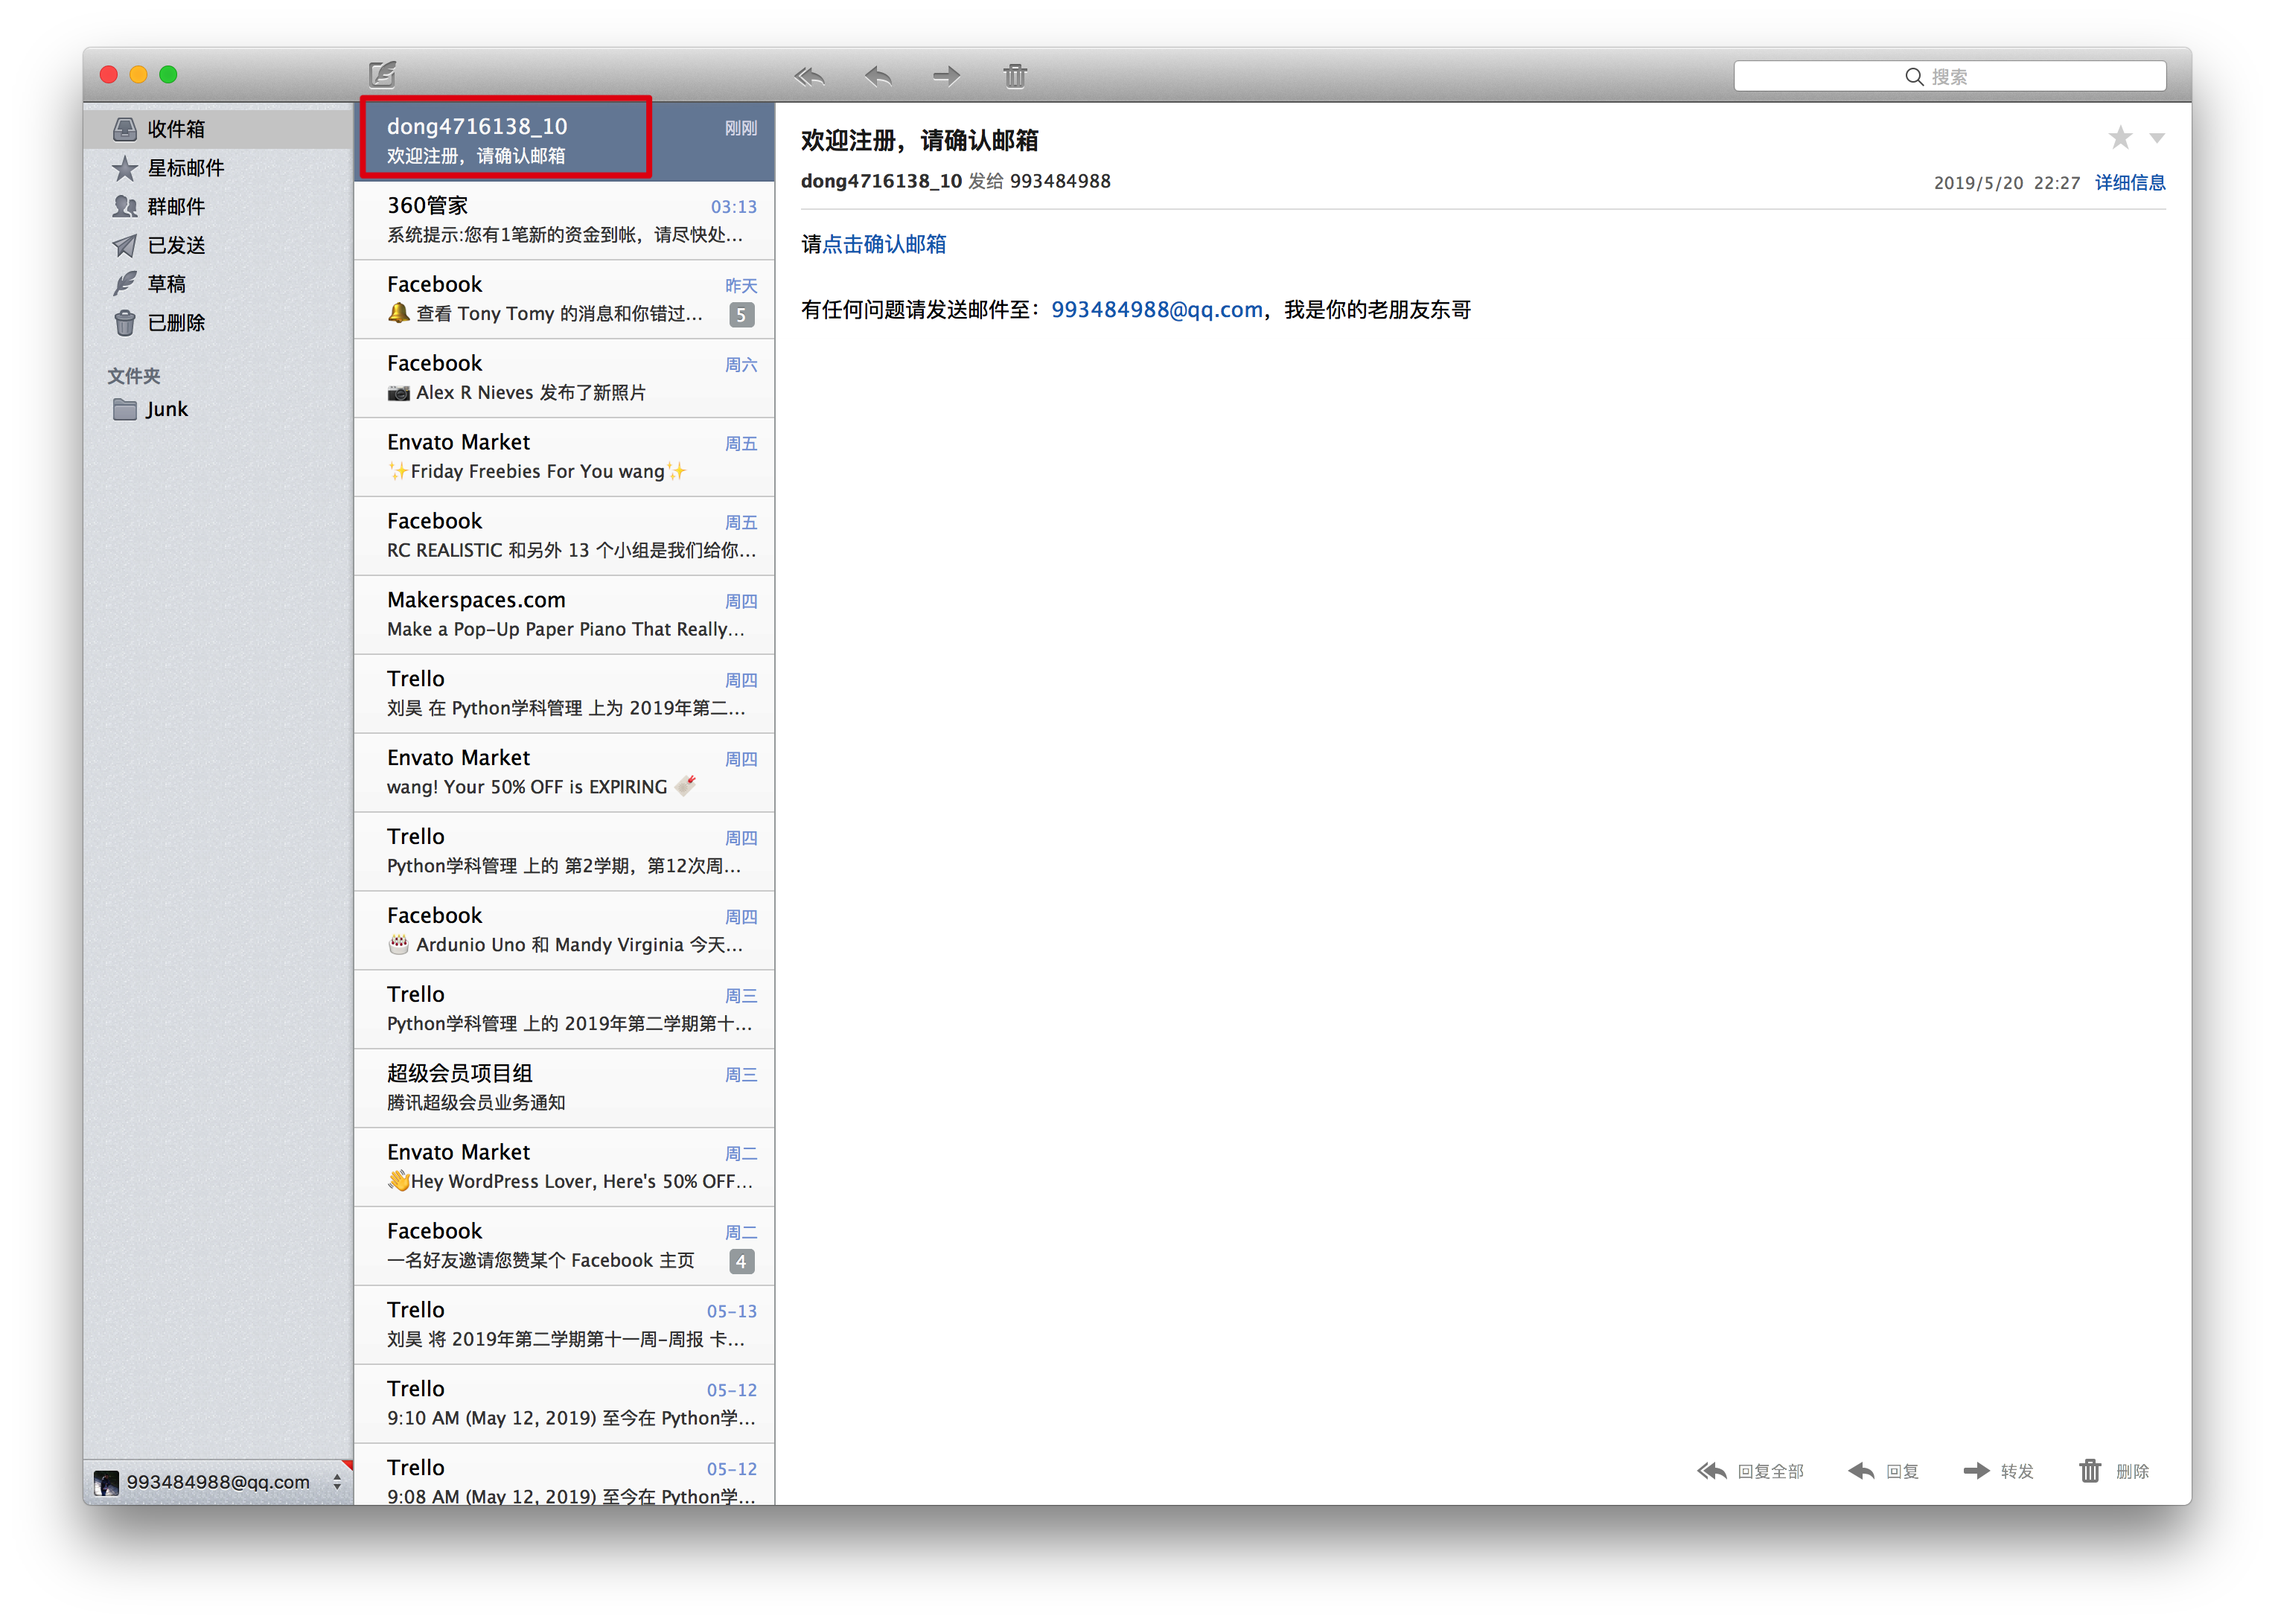 搜索
收件箱
星标邮件
群邮件
已发送
草稿
已删除
文件夹
Junk
993484988@qq.com
dong4716138_10 刚刚
欢迎注册，请确认邮箱
360管家 03:13
系统提示:您有1笔新的资金到帐，请尽快处...
Facebook 昨天
🔔 查看 Tony Tomy 的消息和你错过... 5
Facebook 周六
📷 Alex R Nieves 发布了新照片
Envato Market 周五
✨Friday Freebies For You wang✨
Facebook 周五
RC REALISTIC 和另外 13 个小组是我们给你...
Makerspaces.com 周四
Make a Pop-Up Paper Piano That Really...
Trello 周四
刘昊 在 Python学科管理 上为 2019年第二...
Envato Market 周四
wang! Your 50% OFF is EXPIRING
Trello 周四
Python学科管理 上的 第2学期，第12次周...
Facebook 周四
🎂 Ardunio Uno 和 Mandy Virginia 今天...
Trello 周三
Python学科管理 上的 2019年第二学期第十...
超级会员项目组 周三
腾讯超级会员业务通知
Envato Market 周二
👋Hey WordPress Lover, Here's 50% OFF...
Facebook 周二
一名好友邀请您赞某个 Facebook 主页 4
Trello 05-13
刘昊 将 2019年第二学期第十一周-周报 卡...
Trello 05-12
9:10 AM (May 12, 2019) 至今在 Python学...
Trello 05-12
9:08 AM (May 12, 2019) 至今在 Python学...
欢迎注册，请确认邮箱
dong4716138_10 发给 993484988 2019/5/20 22:27 详细信息
请点击确认邮箱
有任何问题请发送邮件至：993484988@qq.com，我是你的老朋友东哥
回复全部 回复 转发 删除